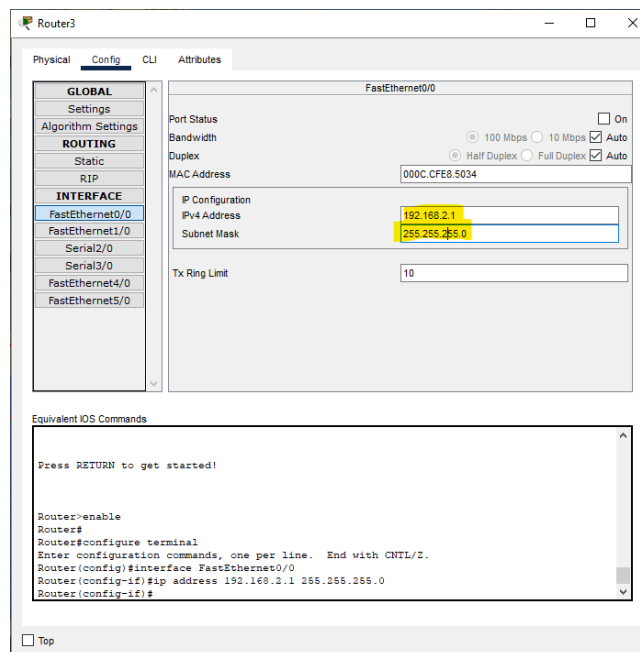 Router3
Physical Config CLI Attributes
GLOBAL
Settings
Algorithm Settings
ROUTING
Static
RIP
INTERFACE
FastEthernet0/0
FastEthernet1/0
Serial2/0
Serial3/0
FastEthernet4/0
FastEthernet5/0
FastEthernet0/0
Port Status On
Bandwidth 100 Mbps 10 Mbps Auto
Duplex Half Duplex Full Duplex Auto
MAC Address 000C.CFE8.5034
IP Configuration
IPv4 Address 192.168.2.1
Subnet Mask 255.255.255.0
Tx Ring Limit 10
Equivalent IOS Commands
Press RETURN to get started!
Router>enable
Router#
Router#configure terminal
Enter configuration commands, one per line. End with CNTL/Z.
Router(config)#interface FastEthernet0/0
Router(config-if)#ip address 192.168.2.1 255.255.255.0
Router(config-if)#
Top